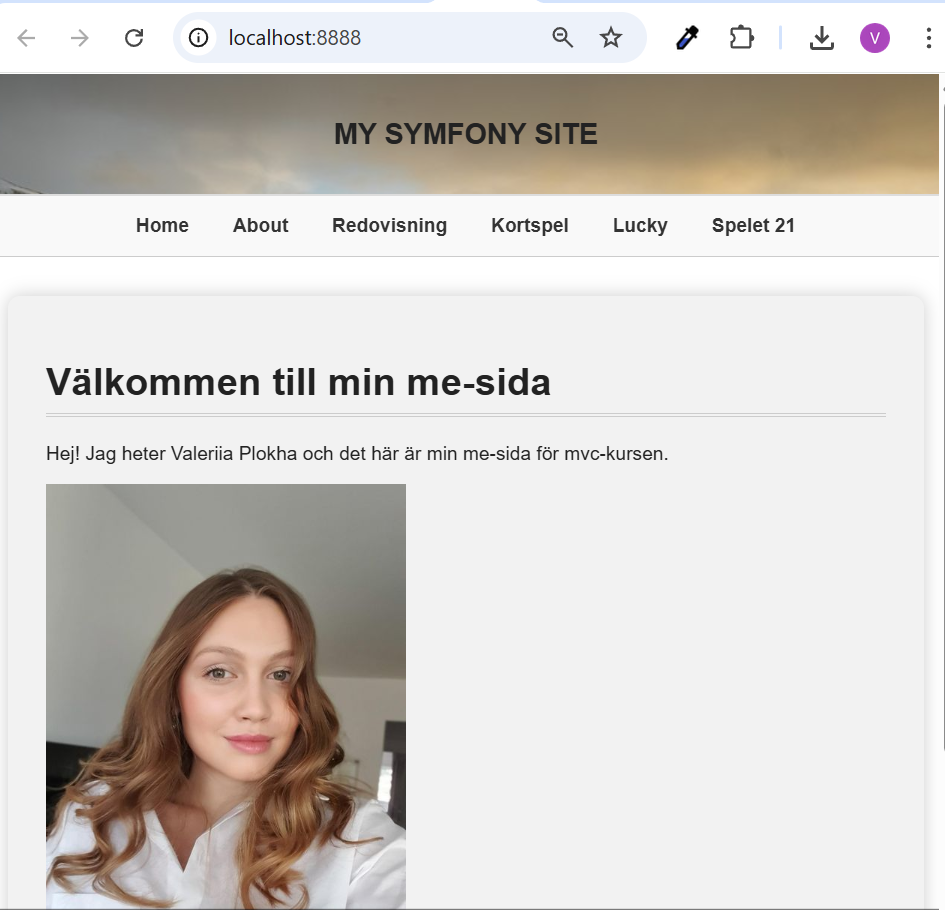 localhost:8888
V
MY SYMFONY SITE
Home About Redovisning Kortspel Lucky Spelet 21
Välkommen till min me-sida
Hej! Jag heter Valeriia Plokha och det här är min me-sida för mvc-kursen.